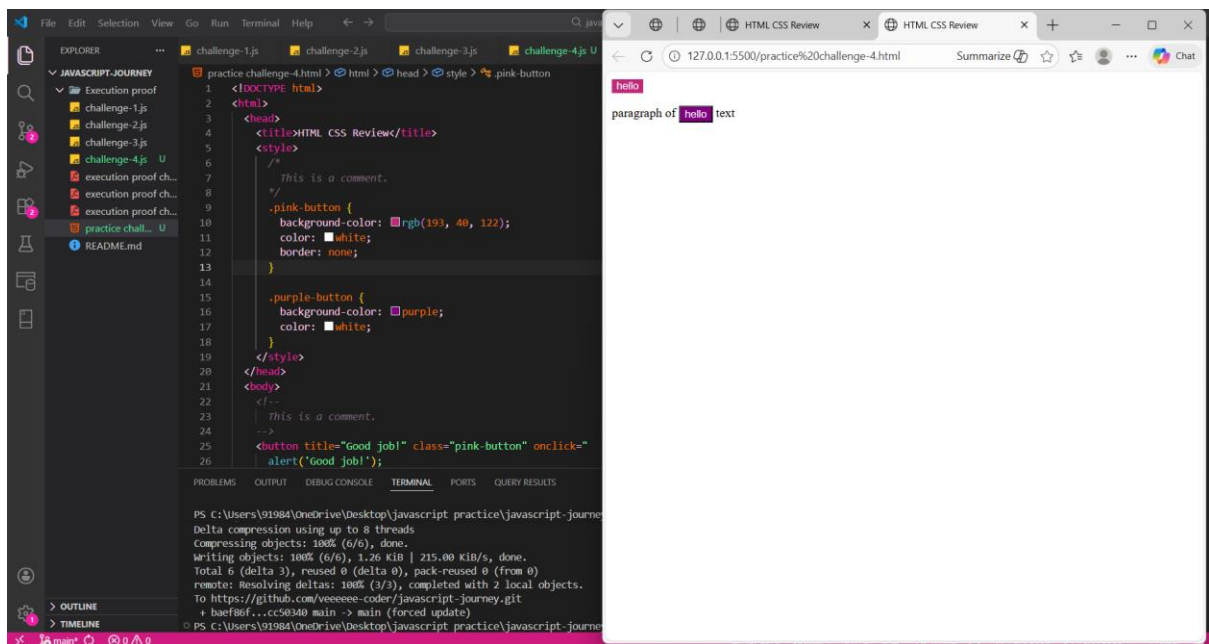 File Edit Selection View Go Run Terminal Help
java
EXPLORER
JAVASCRIPT-JOURNEY
Execution proof
challenge-1.js
challenge-2.js
challenge-3.js
challenge-4.js U
execution proof ch...
execution proof ch...
execution proof ch...
practice chall... U
README.md
OUTLINE
TIMELINE
challenge-1.js challenge-2.js challenge-3.js challenge-4.js U
practice challenge-4.html > html > head > style > .pink-button
1 <!DOCTYPE html>
2 <html>
3 <head>
4 <title>HTML CSS Review</title>
5 <style>
6 /*
7 This is a comment.
8 */
9 .pink-button {
10 background-color: rgb(193, 40, 122);
11 color: white;
12 border: none;
13 }
14
15 .purple-button {
16 background-color: purple;
17 color: white;
18 }
19 </style>
20 </head>
21 <body>
22 <!--
23 This is a comment.
24 -->
25 <button title="Good job!" class="pink-button" onclick="
26 alert('Good job!');
PROBLEMS OUTPUT DEBUG CONSOLE TERMINAL PORTS QUERY RESULTS
PS C:\Users\91984\OneDrive\Desktop\javascript practice\javascript-journe
Delta compression using up to 8 threads
Compressing objects: 100% (6/6), done.
Writing objects: 100% (6/6), 1.26 KiB | 215.00 KiB/s, done.
Total 6 (delta 3), reused 0 (delta 0), pack-reused 0 (from 0)
remote: Resolving deltas: 100% (3/3), completed with 2 local objects.
To https://github.com/veeeeee-coder/javascript-journey.git
+ baef86f...cc50340 main -> main (forced update)
PS C:\Users\91984\OneDrive\Desktop\javascript practice\javascript-journe
main* 0 0
HTML CSS Review HTML CSS Review
127.0.0.1:5500/practice%20challenge-4.html Summarize Chat
hello
paragraph of hello text